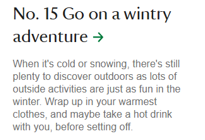 No. 15 Go on a wintry
adventure →
When it's cold or snowing, there's still
plenty to discover outdoors as lots of
outside activities are just as fun in the
winter. Wrap up in your warmest
clothes, and maybe take a hot drink
with you, before setting off.